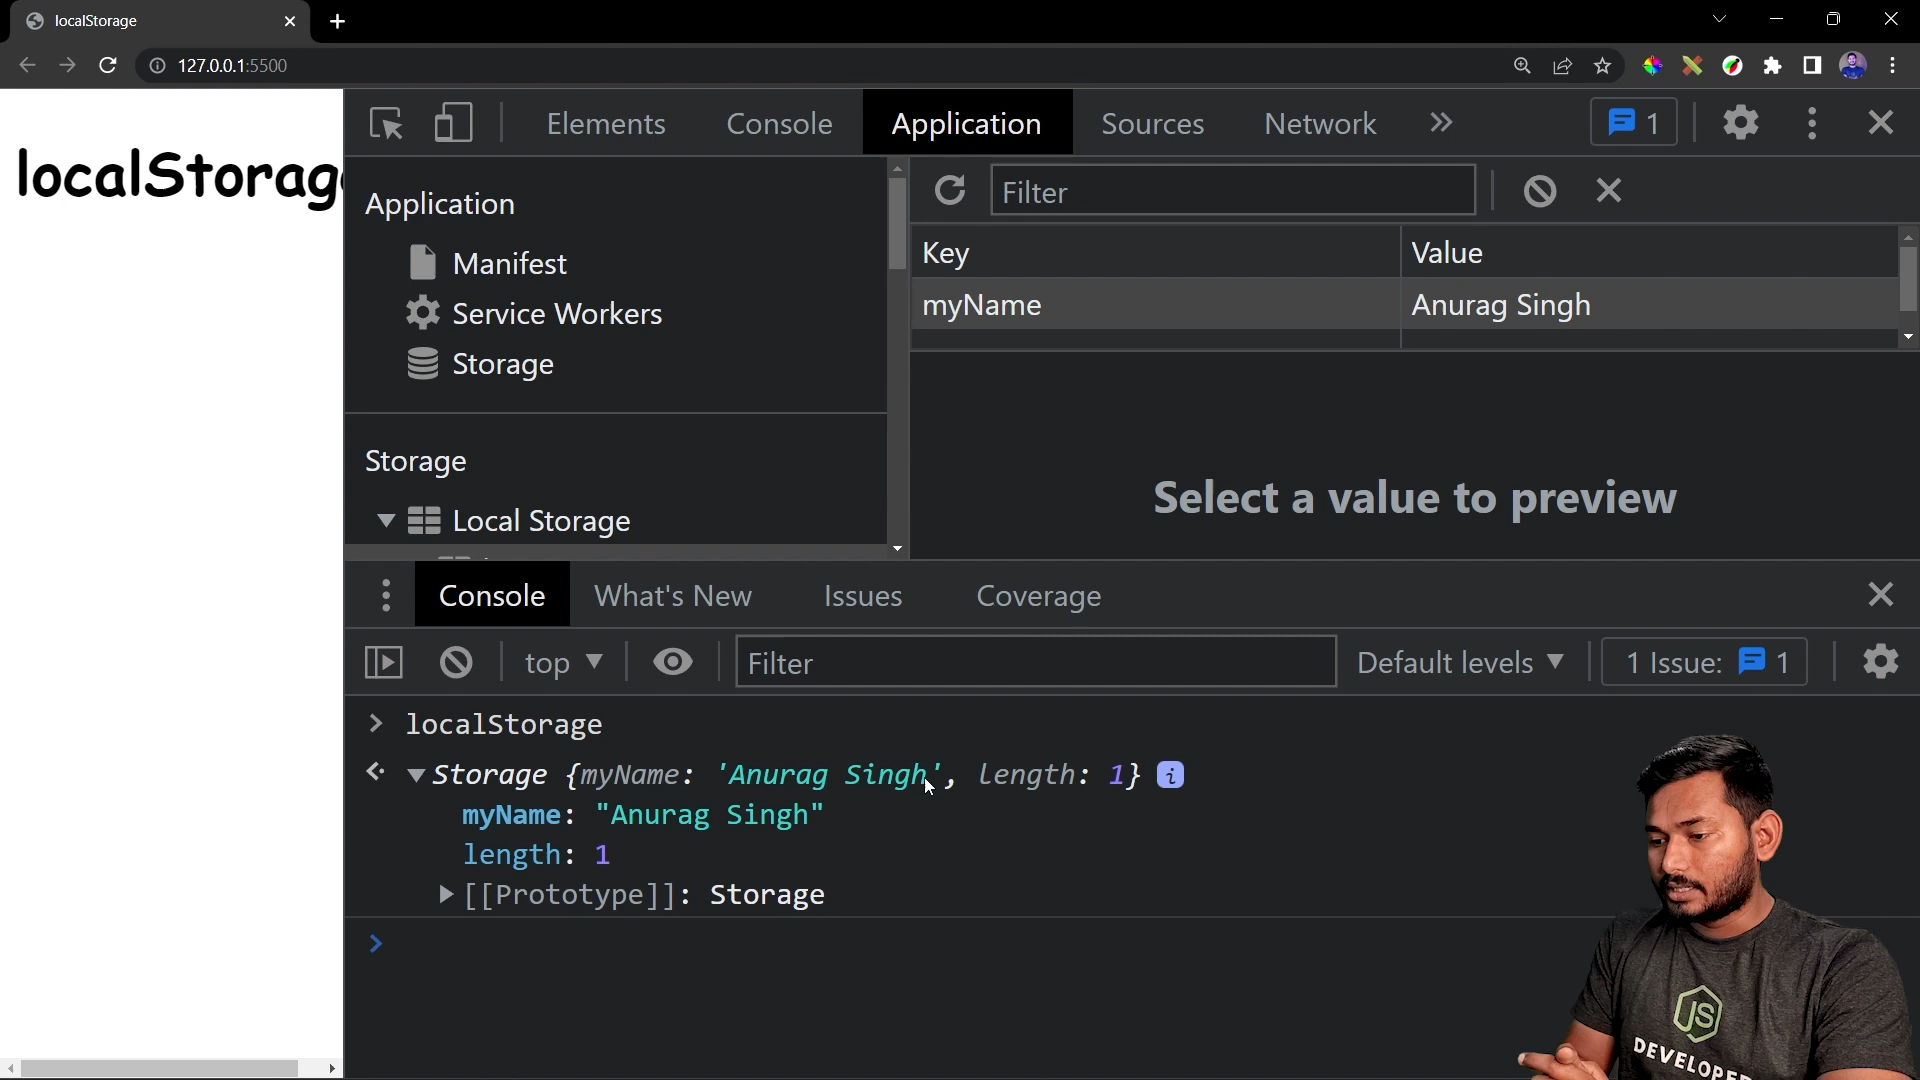 localStorage
127.0.0.1:5500
localStorage
Elements Console Application Sources Network 1
Application
Manifest
Service Workers
Storage
Storage
Local Storage
Filter
Key Value
myName Anurag Singh
Select a value to preview
Console What's New Issues Coverage
top Filter Default levels 1 Issue: 1
> localStorage
Storage {myName: 'Anurag Singh', length: 1} i
myName: "Anurag Singh"
length: 1
[[Prototype]]: Storage
>
JS
DEVELOPER